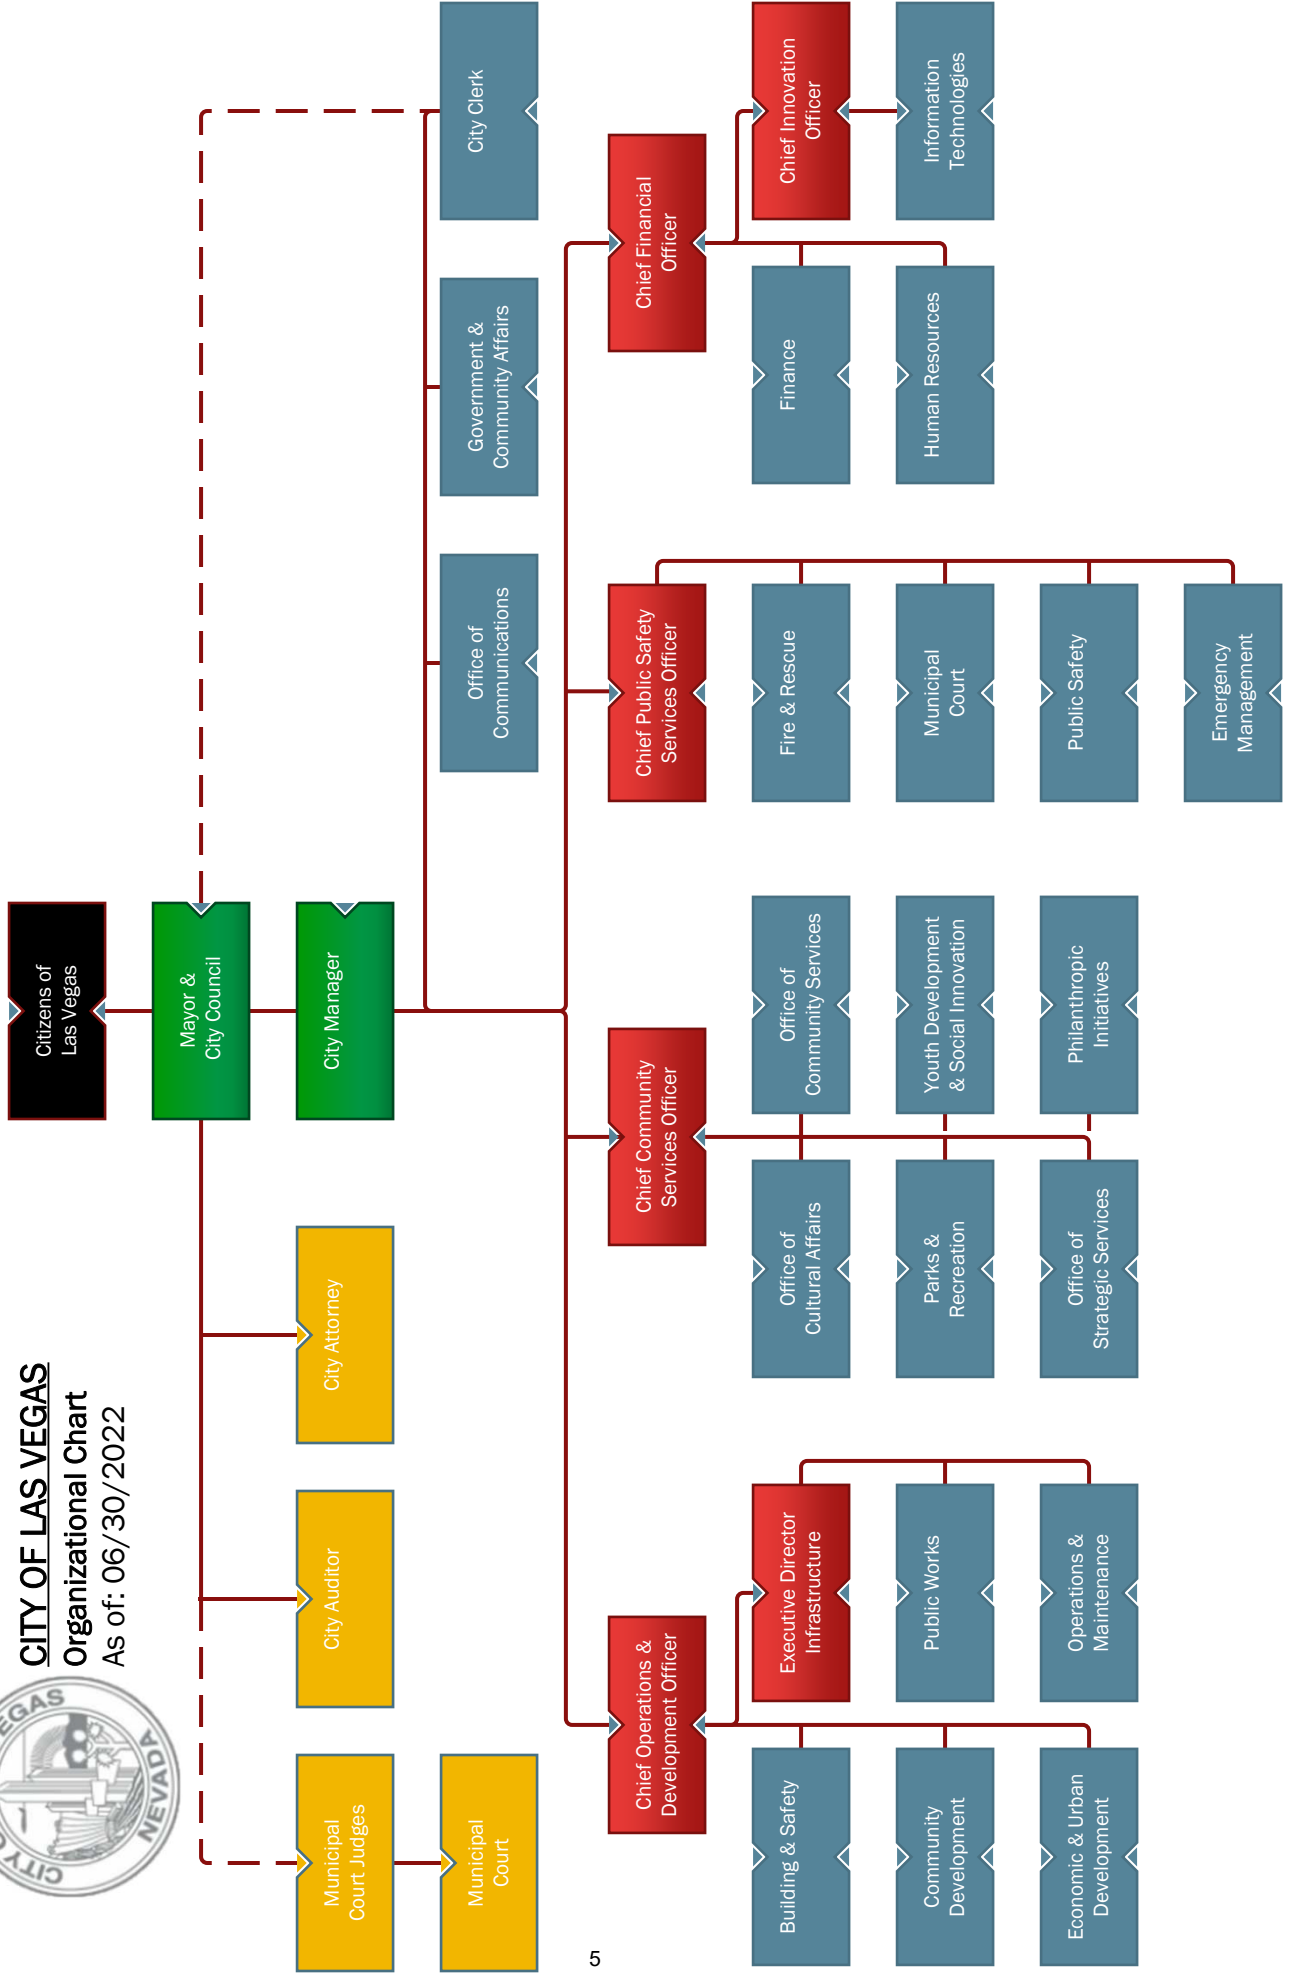 CITY OF LAS VEGAS
Organizational Chart
As of: 06/30/2022
CITY O
EGAS
NEVADA
Citizens of
Las Vegas
Mayor &
City Council
City Manager
Municipal
Court Judges
City Auditor
City Attorney
Municipal
Court
Office of
Communications
Government &
Community Affairs
City Clerk
Chief Operations &
Development Officer
Chief Community
Services Officer
Chief Public Safety
Services Officer
Chief Financial
Officer
Building & Safety
Executive Director
Infrastructure
Office of
Cultural Affairs
Office of
Community Services
Fire & Rescue
Finance
Chief Innovation
Officer
Community
Development
Public Works
Parks &
Recreation
Youth Development
& Social Innovation
Municipal
Court
Human Resources
Information
Technologies
Economic & Urban
Development
Operations &
Maintenance
Office of
Strategic Services
Philanthropic
Initiatives
Public Safety
Emergency
Management
5